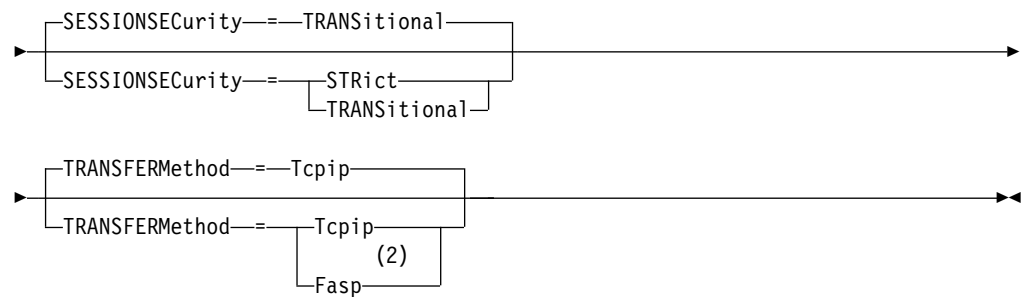 SESSIONSECurity = TRANSitional
SESSIONSECurity = STRict
TRANSitional
TRANSFERMethod = Tcpip
TRANSFERMethod = Tcpip
(2)
Fasp